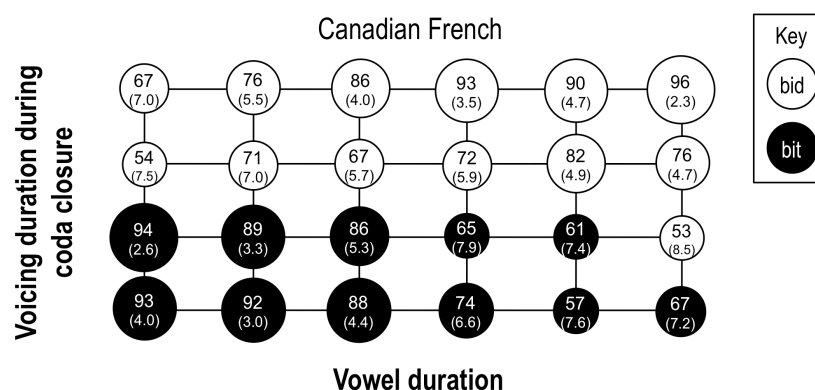 Canadian French
Key
bid
bit
Voicing duration during
coda closure
67 76 86 93 90 96
(7.0) (5.5) (4.0) (3.5) (4.7) (2.3)
54 71 67 72 82 76
(7.5) (7.0) (5.7) (5.9) (4.9) (4.7)
94 89 86 65 61 53
(2.6) (3.3) (5.3) (7.9) (7.4) (8.5)
93 92 88 74 57 67
(4.0) (3.0) (4.4) (6.6) (7.6) (7.2)
Vowel duration